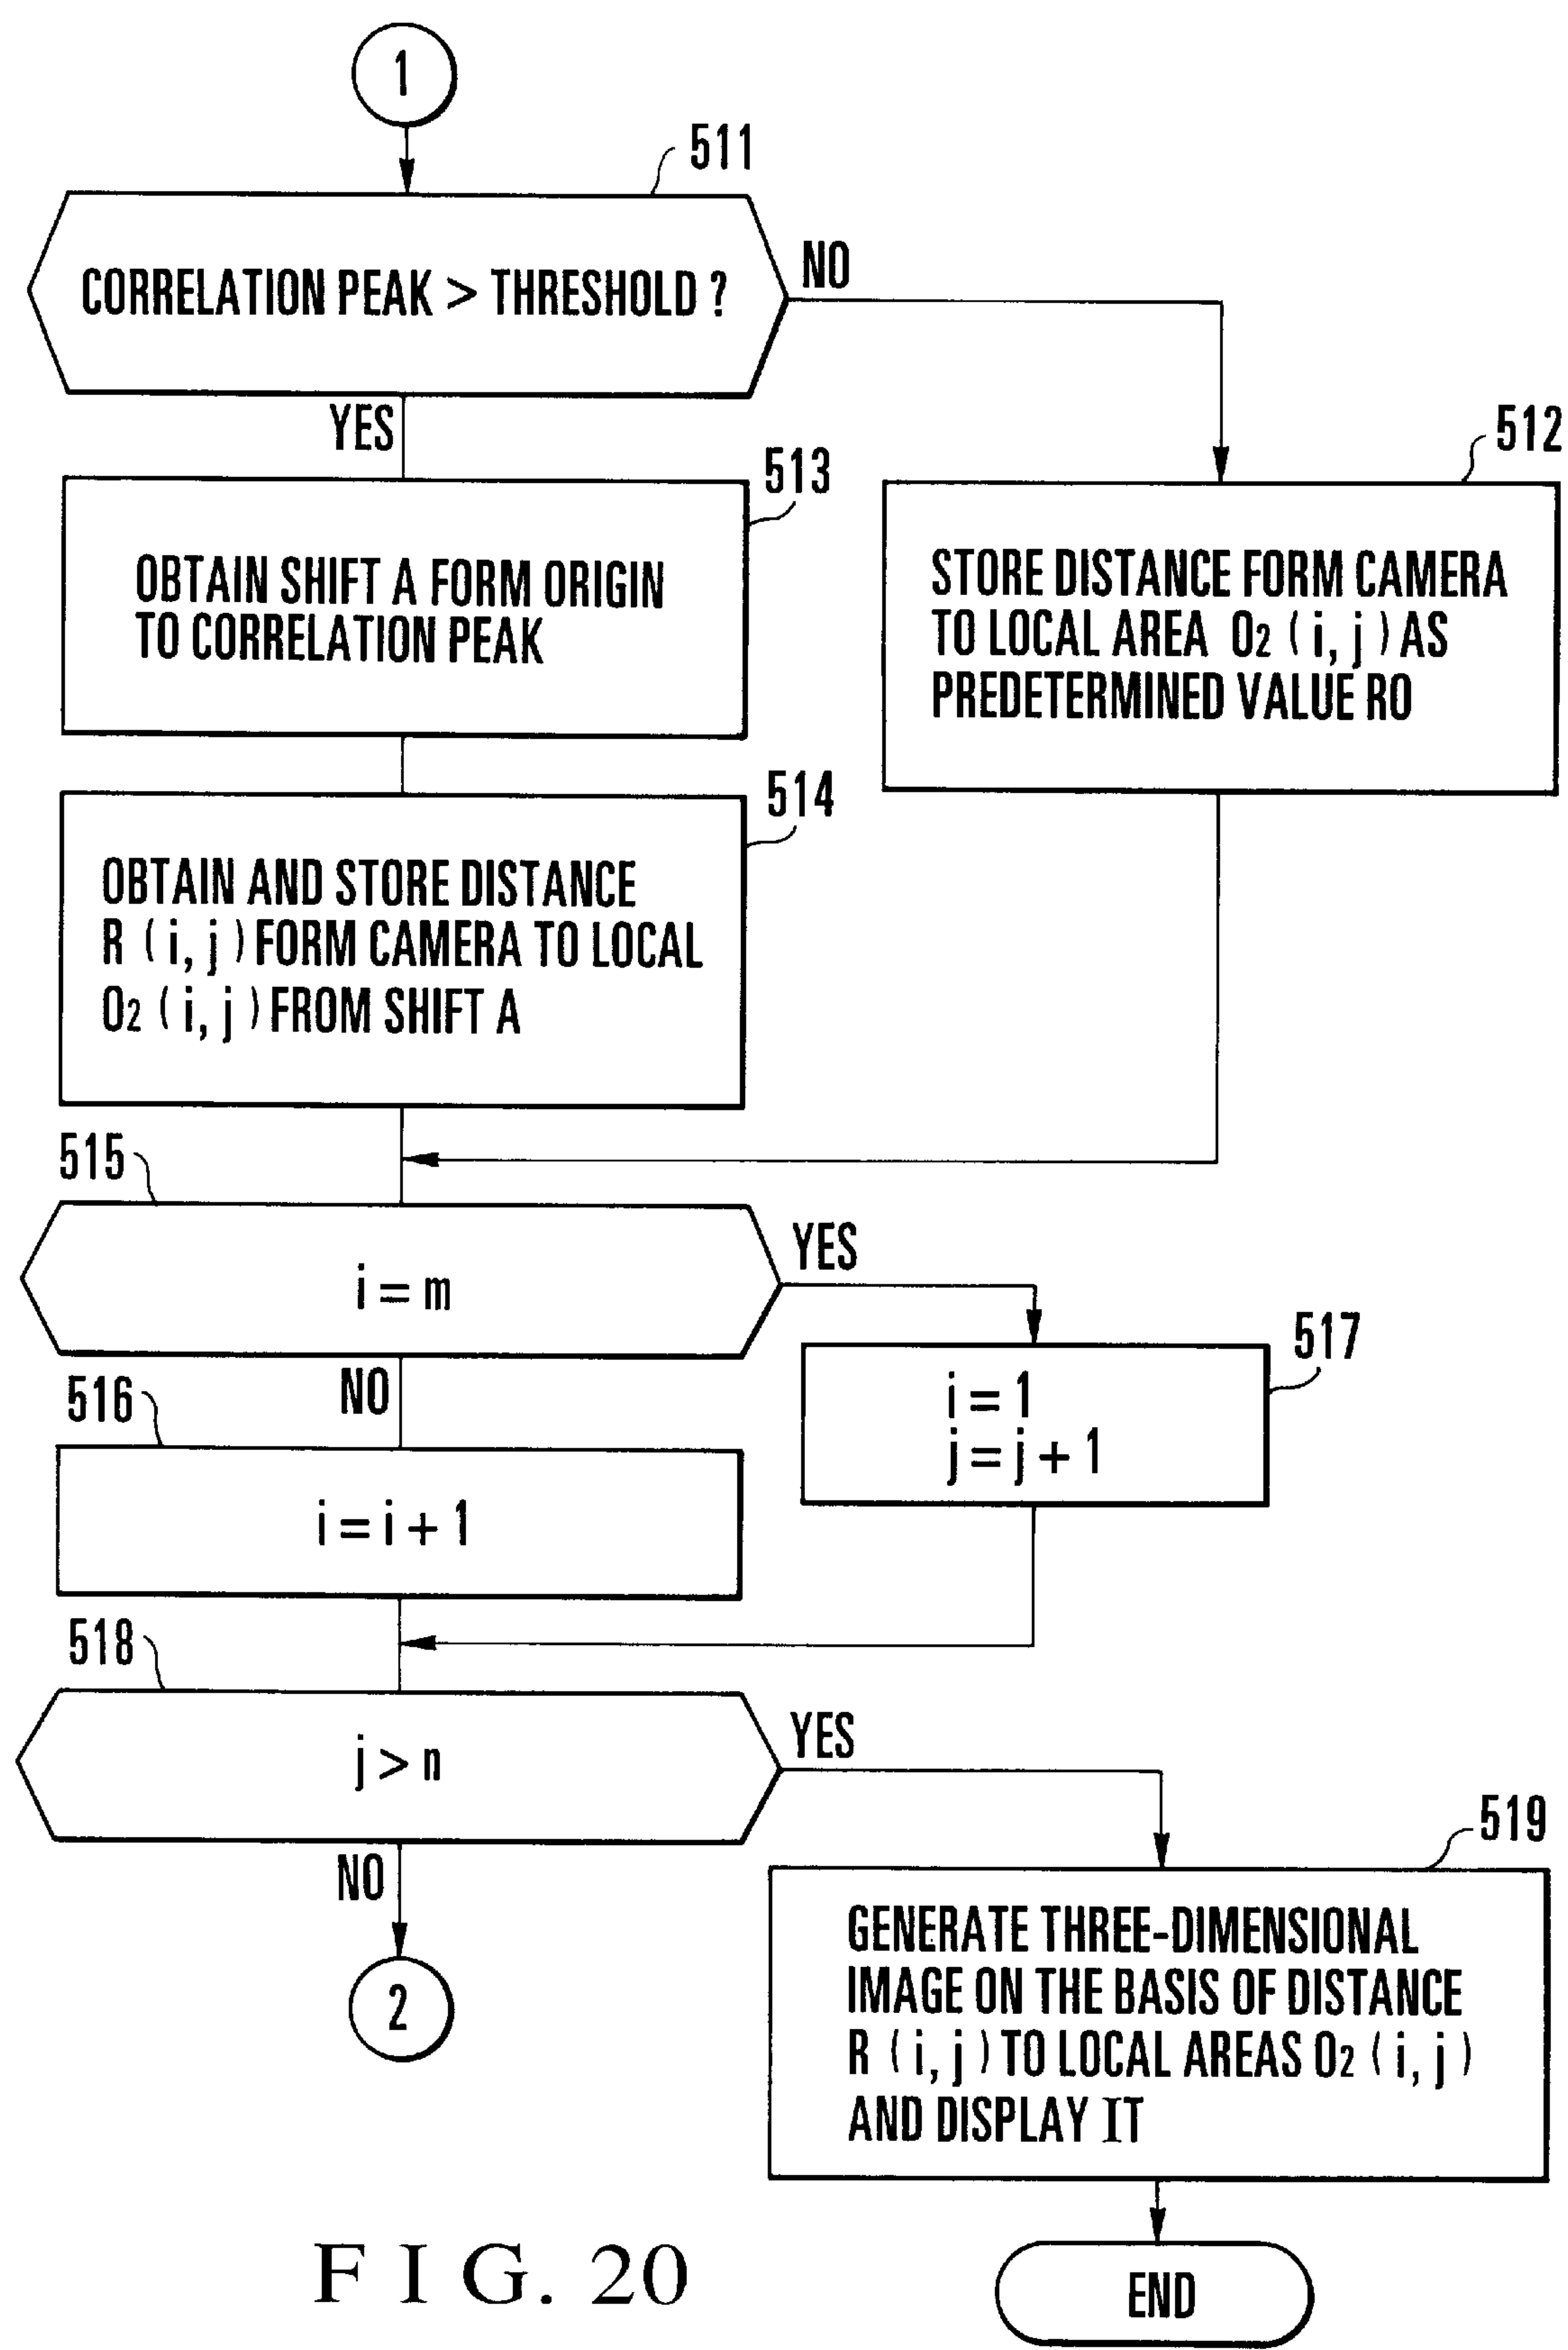 1
511
CORRELATION PEAK > THRESHOLD ?
NO
YES
512
STORE DISTANCE FORM CAMERA
TO LOCAL AREA O2 (i, j) AS
PREDETERMINED VALUE RO
513
OBTAIN SHIFT A FORM ORIGIN
TO CORRELATION PEAK
514
OBTAIN AND STORE DISTANCE
R (i, j) FORM CAMERA TO LOCAL
O2 (i, j) FROM SHIFT A
515
i = m
YES
NO
517
i = 1
j = j + 1
516
i = i + 1
518
j > n
YES
NO
2
519
GENERATE THREE-DIMENSIONAL
IMAGE ON THE BASIS OF DISTANCE
R (i, j) TO LOCAL AREAS O2 (i, j)
AND DISPLAY IT
END
FIG. 20